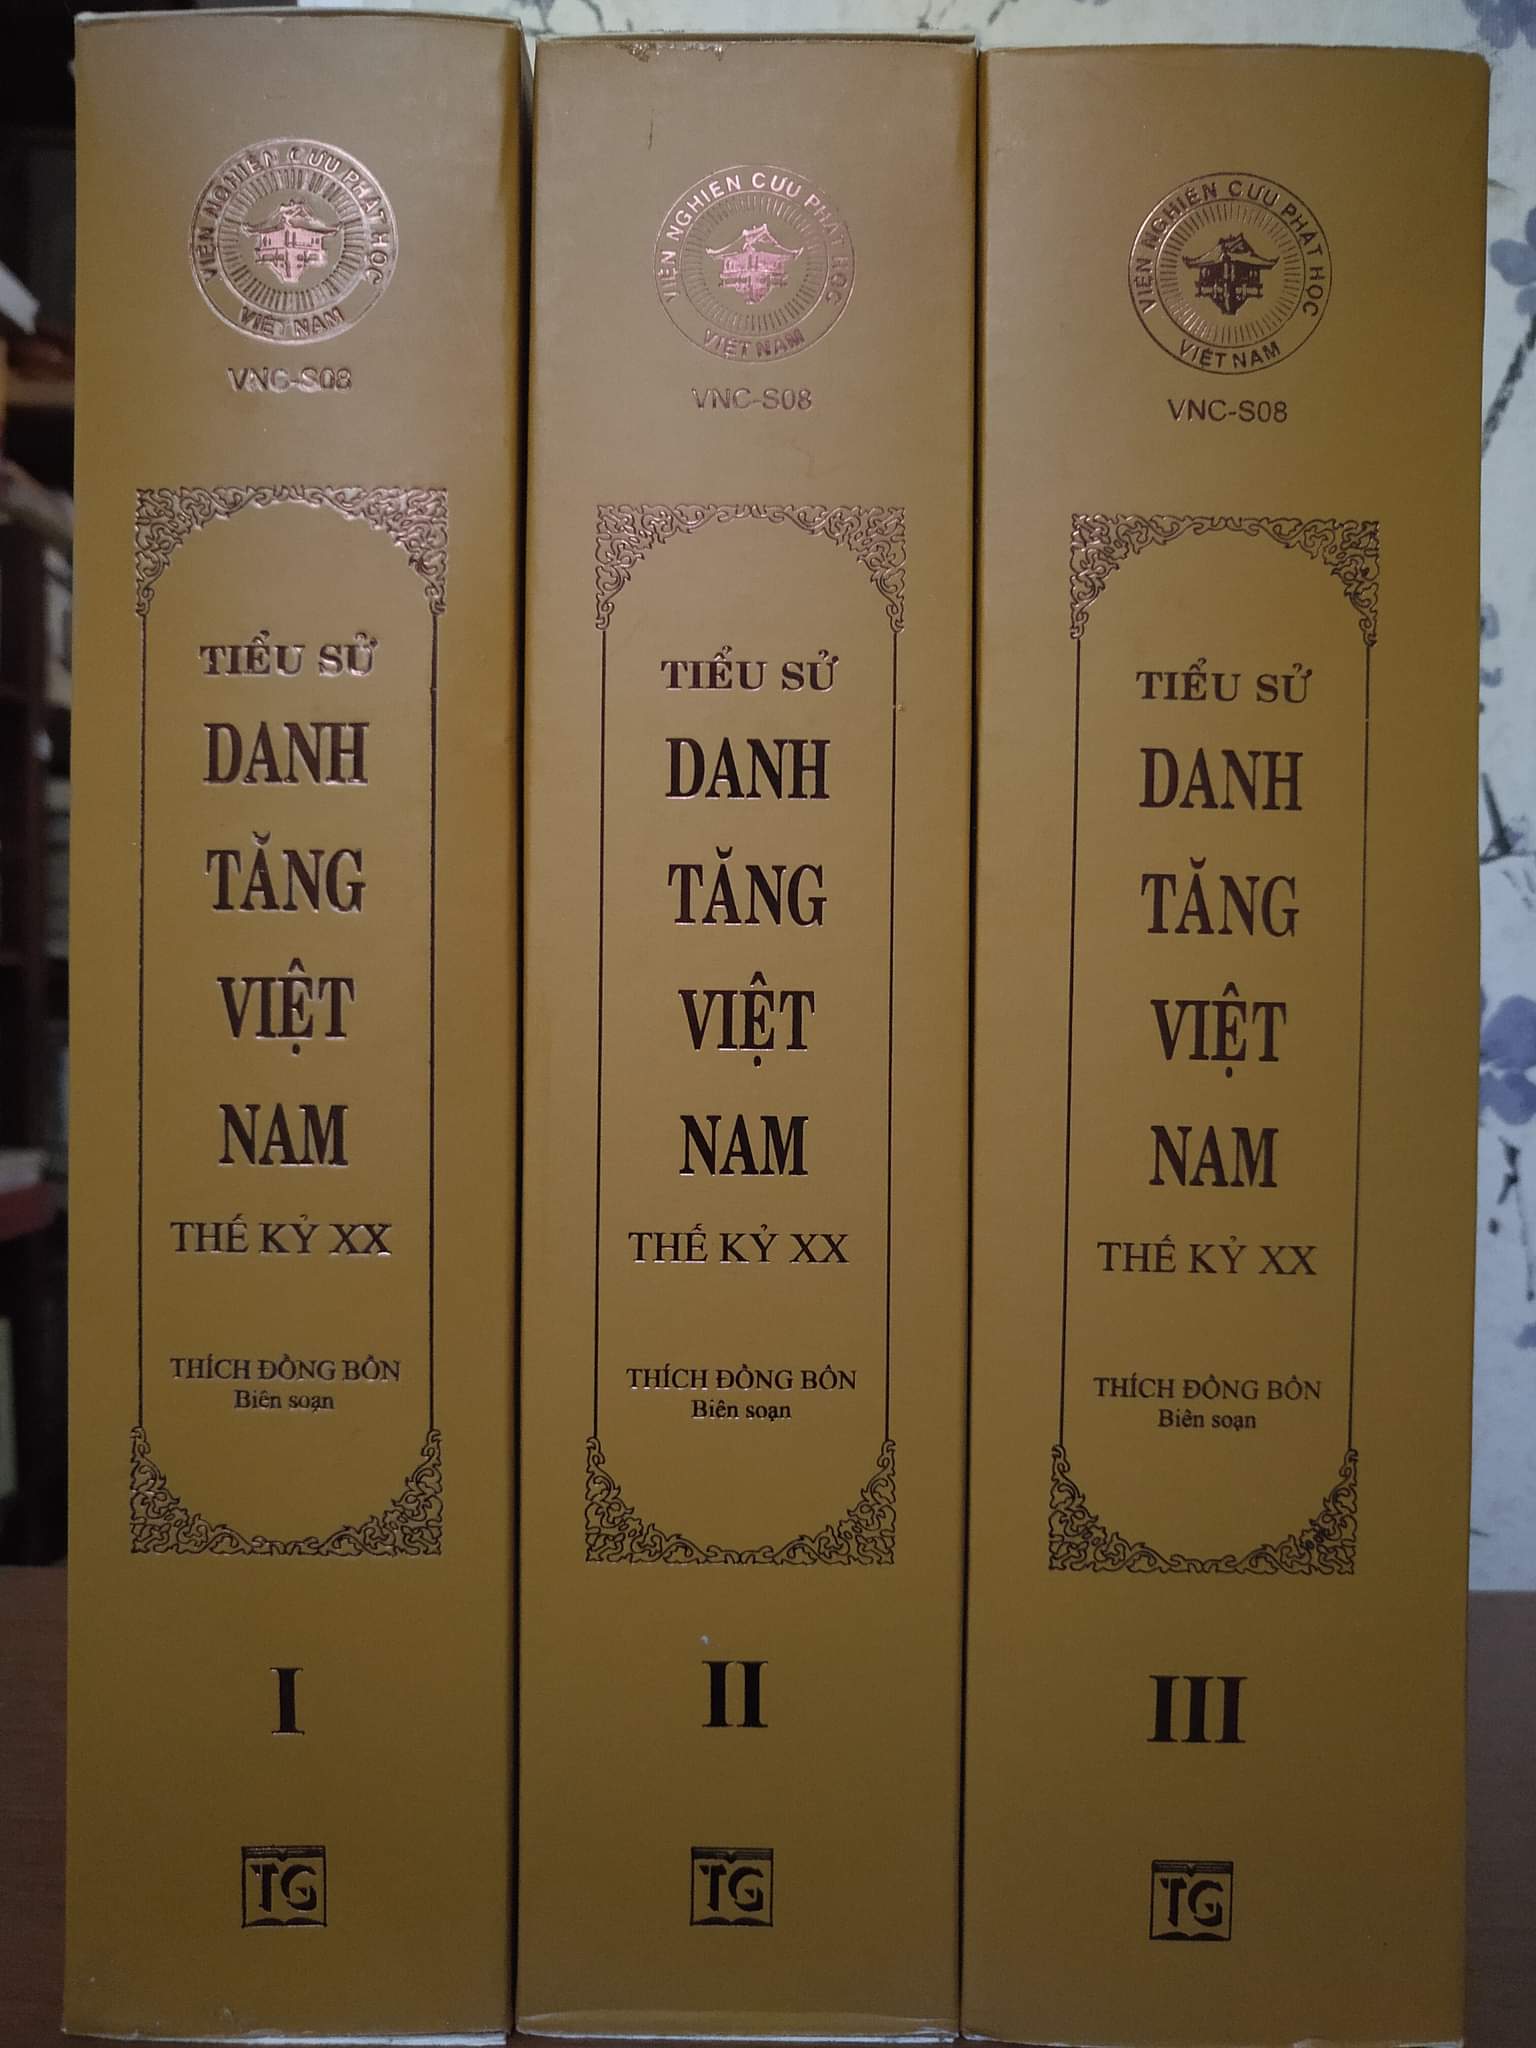 VIỆN NGHIÊN CỨU PHẬT HỌC
VIỆT NAM
VNC-S08
TIỂU SỬ
DANH
TĂNG
VIỆT
NAM
THẾ KỶ XX
THÍCH ĐỒNG BỔN
Biên soạn
I
TG
VIỆN NGHIÊN CỨU PHẬT HỌC
VIỆT NAM
VNC-S08
TIỂU SỬ
DANH
TĂNG
VIỆT
NAM
THẾ KỶ XX
THÍCH ĐỒNG BỔN
Biên soạn
II
TG
VIỆN NGHIÊN CỨU PHẬT HỌC
VIỆT NAM
VNC-S08
TIỂU SỬ
DANH
TĂNG
VIỆT
NAM
THẾ KỶ XX
THÍCH ĐỒNG BỔN
Biên soạn
III
TG